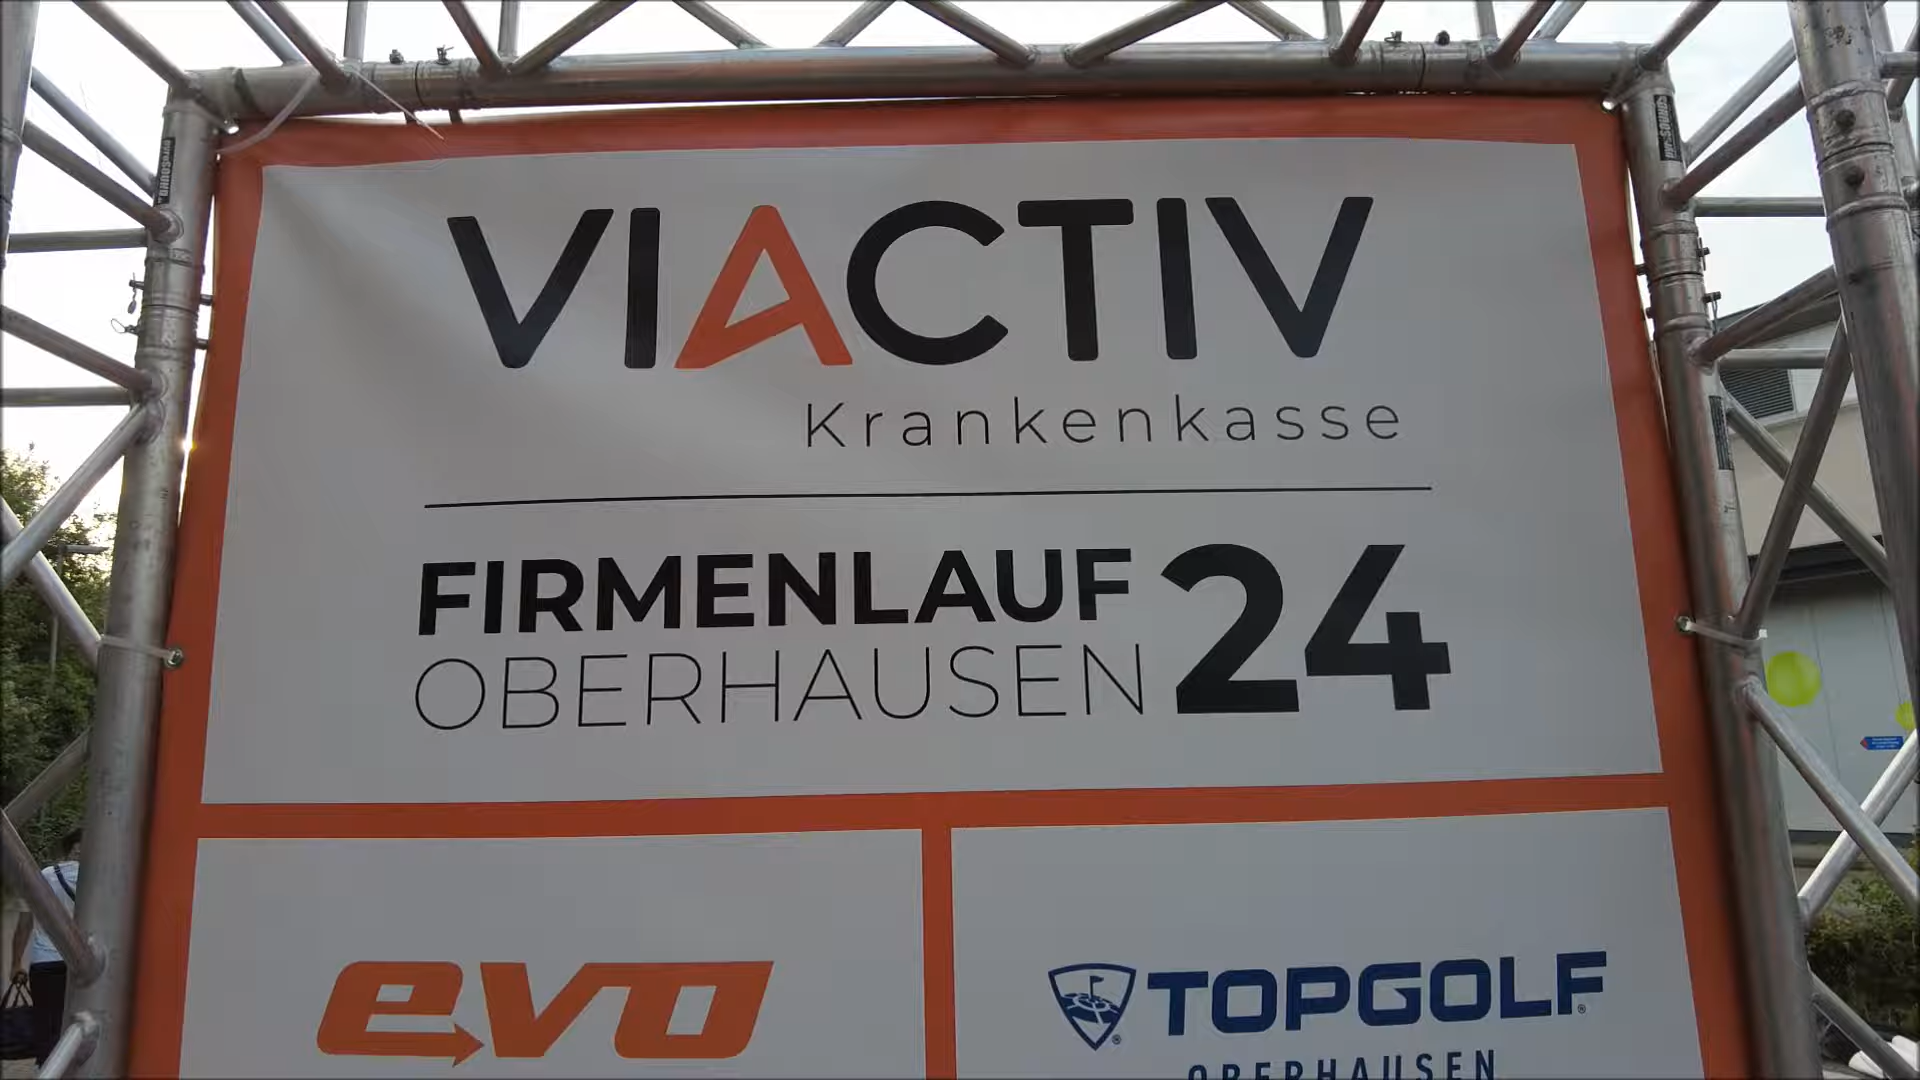 VIACTIV
Krankenkasse
FIRMENLAUF 24
OBERHAUSEN
evo
TOPGOLF
OBERHAUSEN